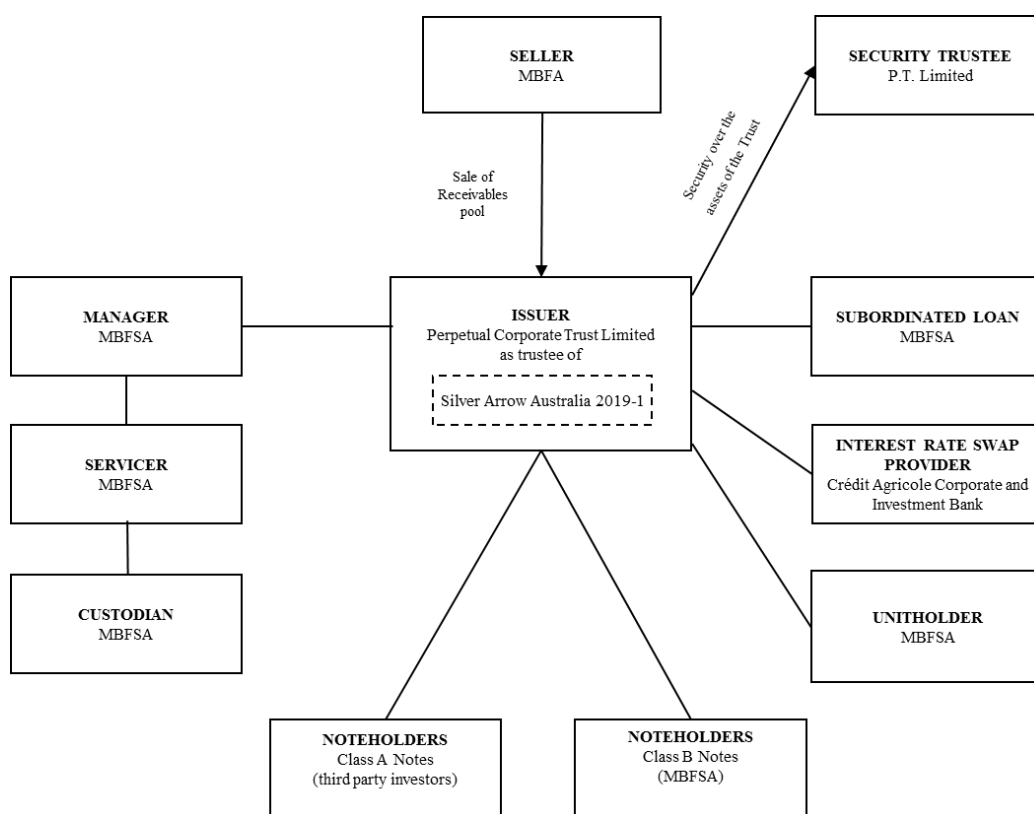 SELLER
MBFA
SECURITY TRUSTEE
P.T. Limited
Security over the
assets of the Trust
Sale of
Receivables
pool
MANAGER
MBFSA
ISSUER
Perpetual Corporate Trust Limited
as trustee of
Silver Arrow Australia 2019-1
SUBORDINATED LOAN
MBFSA
SERVICER
MBFSA
INTEREST RATE SWAP
PROVIDER
Crédit Agricole Corporate and
Investment Bank
CUSTODIAN
MBFSA
UNITHOLDER
MBFSA
NOTEHOLDERS
Class A Notes
(third party investors)
NOTEHOLDERS
Class B Notes
(MBFSA)